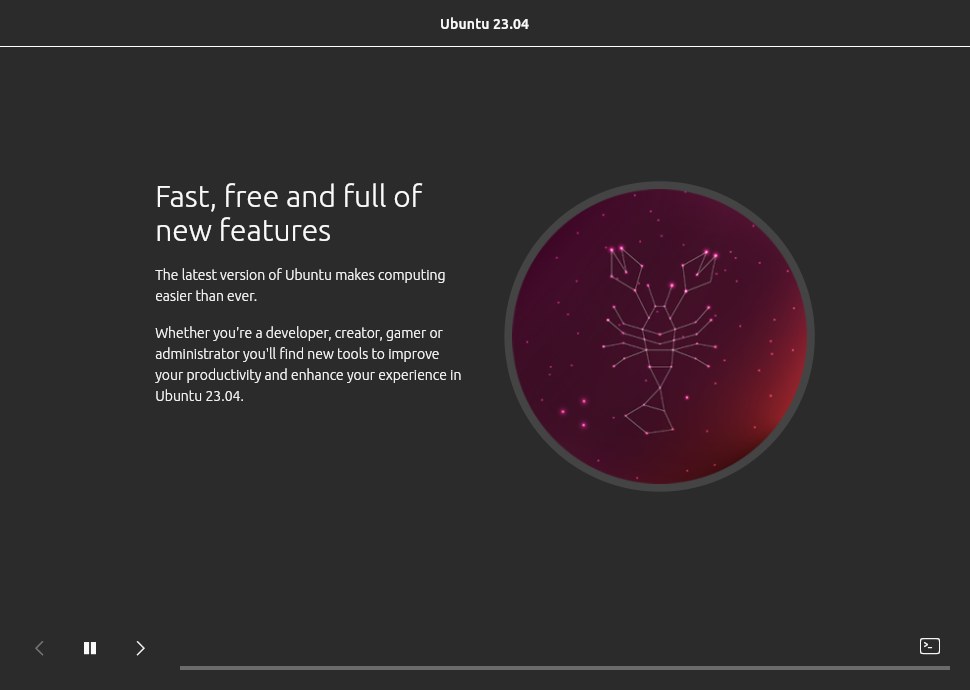 Ubuntu 23.04
Fast, free and full of
new features
The latest version of Ubuntu makes computing
easier than ever.
Whether you're a developer, creator, gamer or
administrator you'll find new tools to improve
your productivity and enhance your experience in
Ubuntu 23.04.